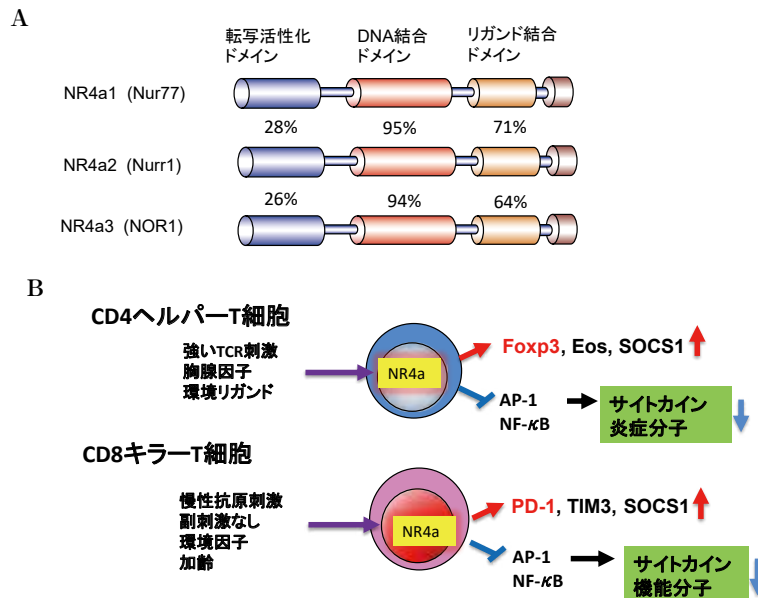 A
転写活性化
ドメイン
DNA結合
ドメイン
リガンド結合
ドメイン
NR4a1 (Nur77)
28%
95%
71%
NR4a2 (Nurr1)
26%
94%
64%
NR4a3 (NOR1)
B
CD4ヘルパーT細胞
強いTCR刺激
胸腺因子
環境リガンド
NR4a
Foxp3, Eos, SOCS1
AP-1
NF-κB
サイトカイン
炎症分子
CD8キラーT細胞
慢性抗原刺激
副刺激なし
環境因子
加齢
NR4a
PD-1, TIM3, SOCS1
AP-1
NF-κB
サイトカイン
機能分子